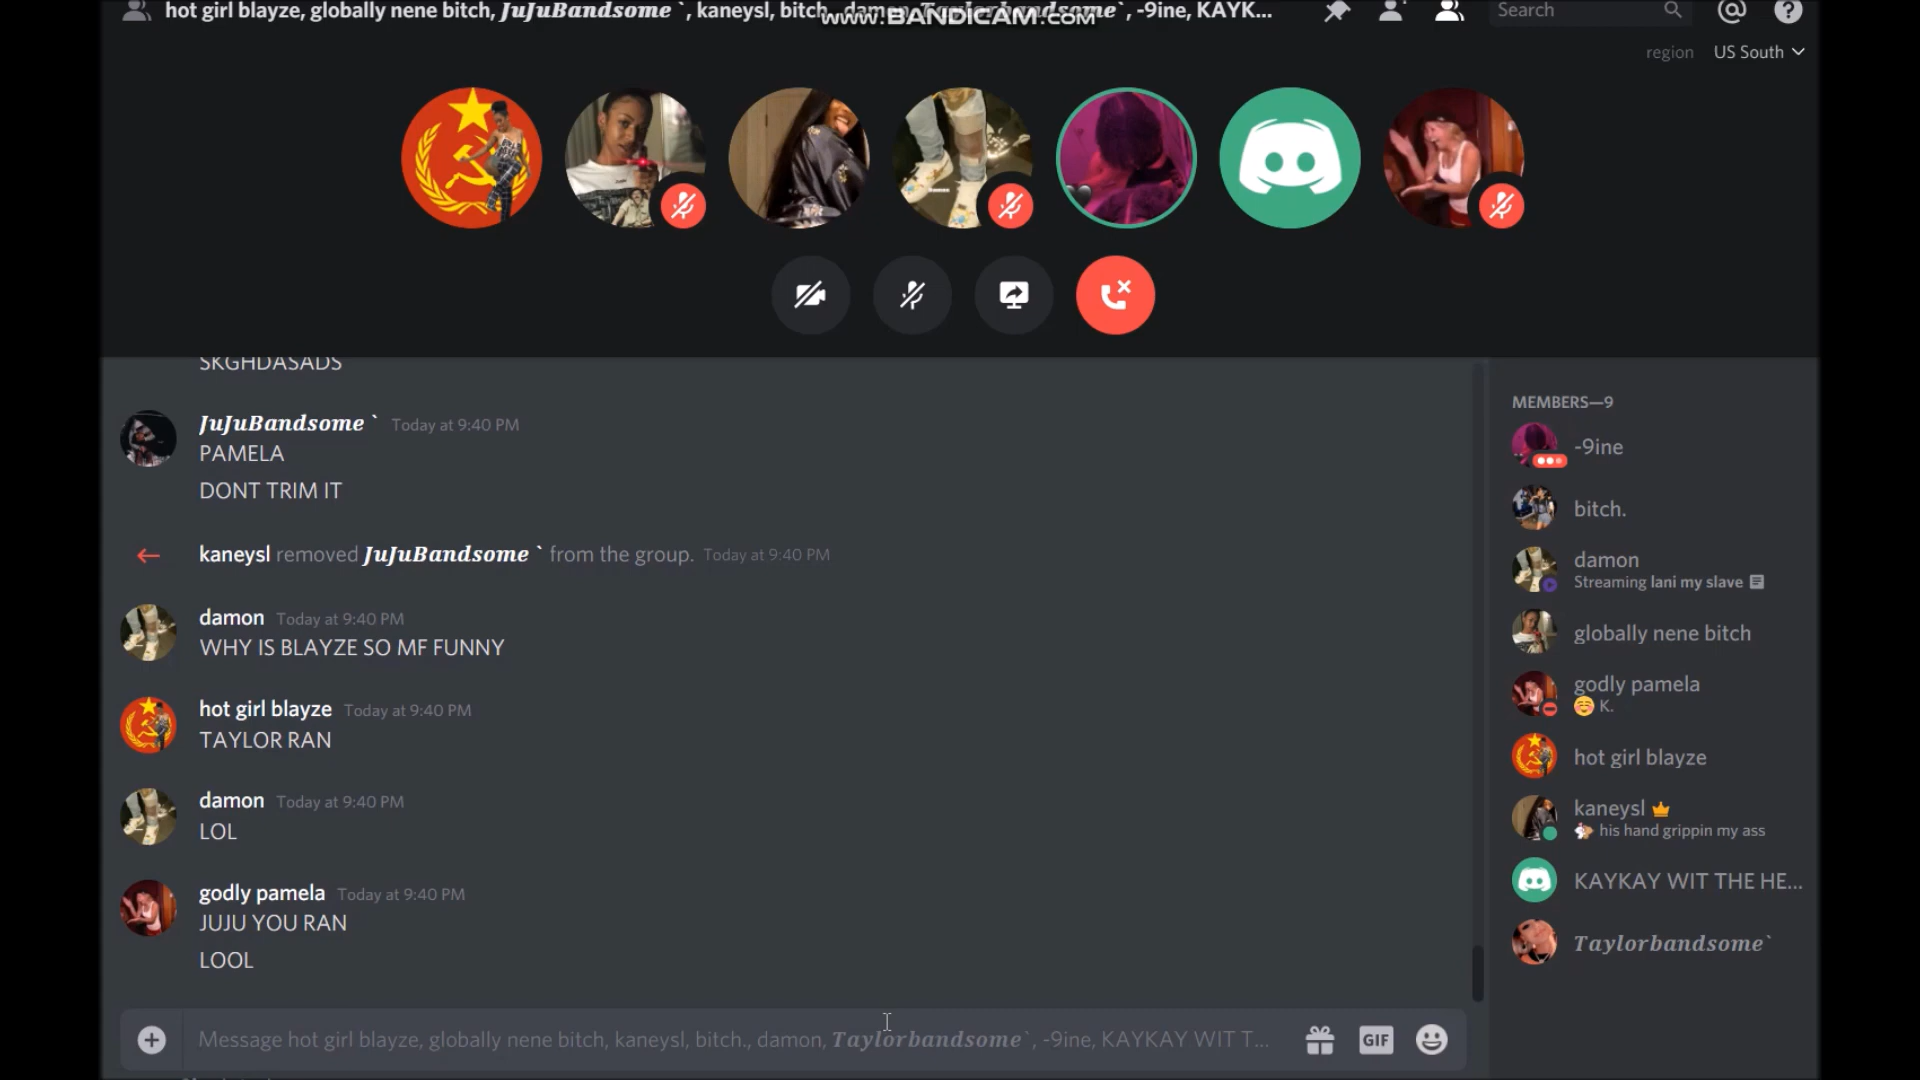 hot girl blayze, globally nene bitch, JuJuBandsome `, kaneysl, bitch., damon, Taylorbandsome`, -9ine, KAYK...
www.BANDICAM.com
Search
region US South
SKGHDASADS
JuJuBandsome ` Today at 9:40 PM
PAMELA
DONT TRIM IT
kaneysl removed JuJuBandsome ` from the group. Today at 9:40 PM
damon Today at 9:40 PM
WHY IS BLAYZE SO MF FUNNY
hot girl blayze Today at 9:40 PM
TAYLOR RAN
damon Today at 9:40 PM
LOL
godly pamela Today at 9:40 PM
JUJU YOU RAN
LOOL
Message hot girl blayze, globally nene bitch, kaneysl, bitch., damon, Taylorbandsome`, -9ine, KAYKAY WIT T...
GIF
MEMBERS—9
-9ine
bitch.
damon
Streaming lani my slave
globally nene bitch
godly pamela
K.
hot girl blayze
kaneysl
his hand grippin my ass
KAYKAY WIT THE HE...
Taylorbandsome`